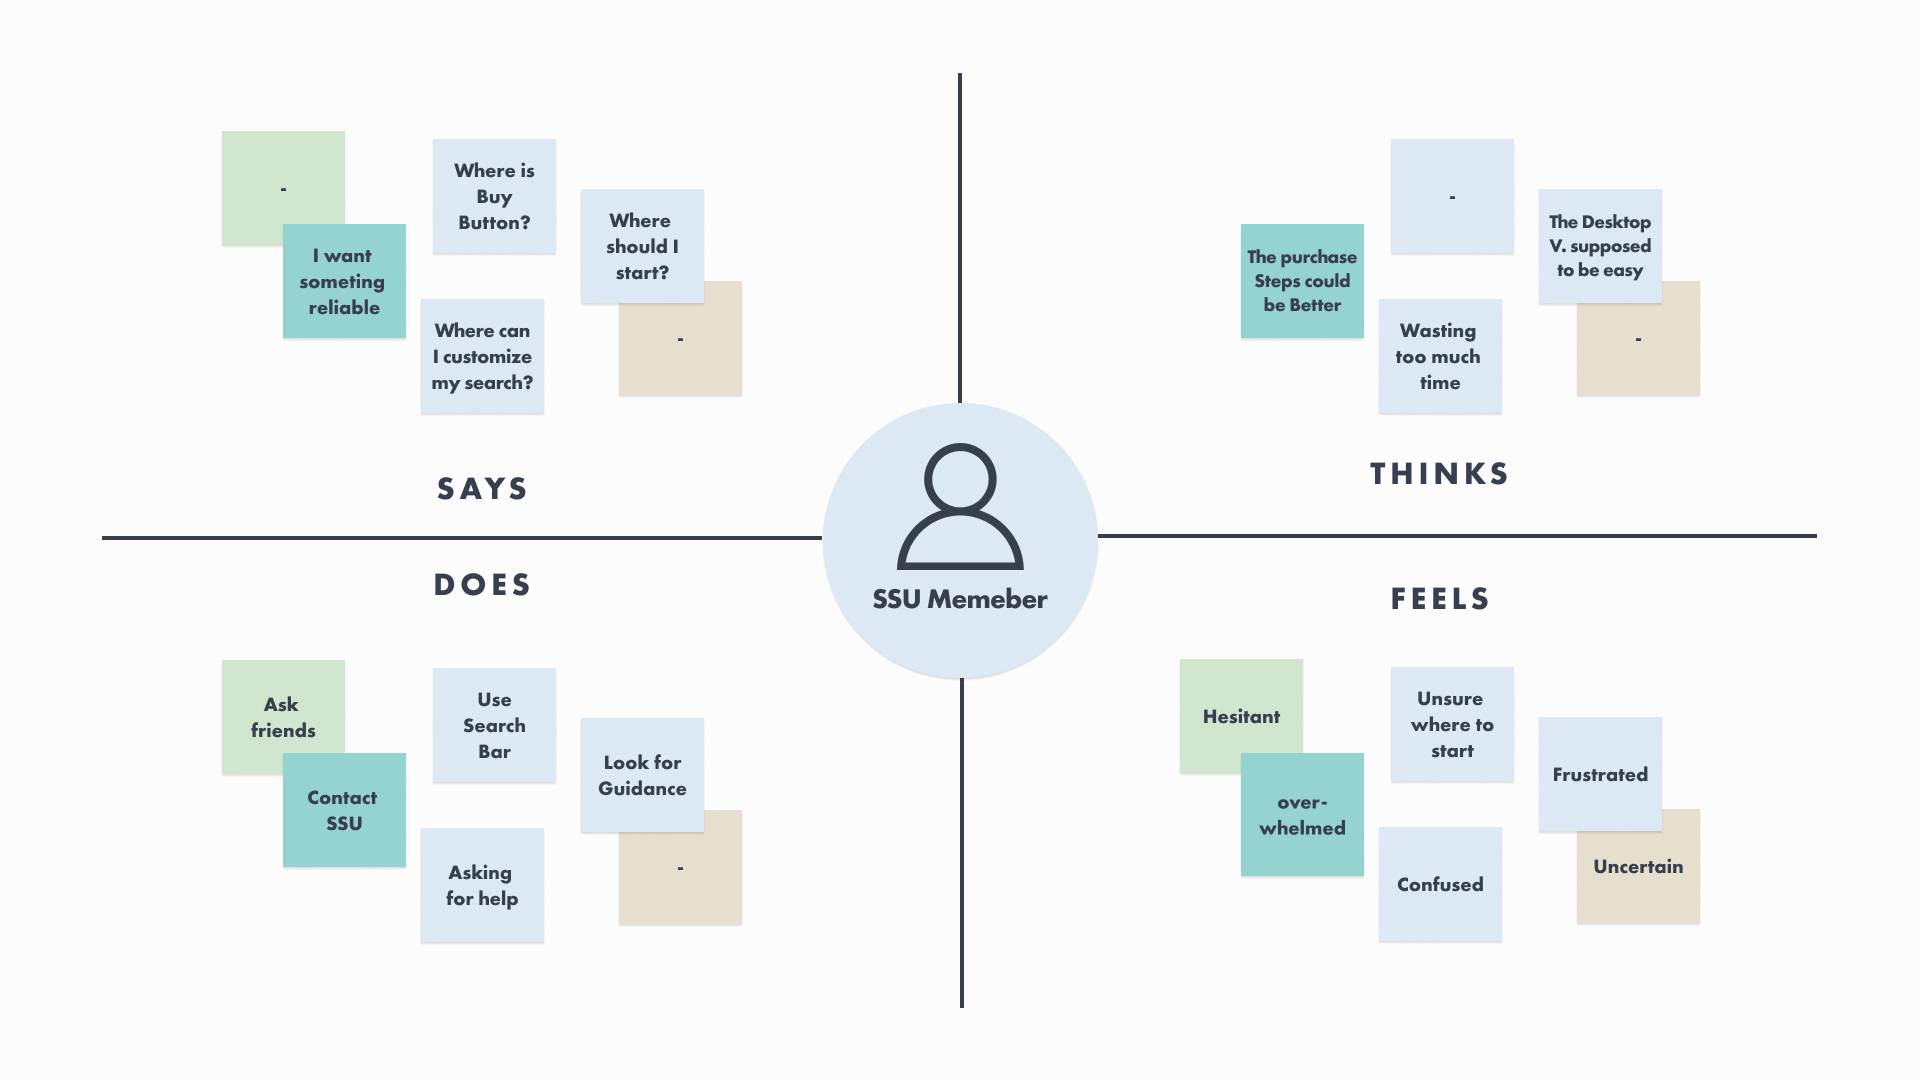 -
I want
someting
reliable
Where is
Buy
Button?
Where
should I
start?
Where can
I customize
my search?
-
SAYS
The purchase
Steps could
be Better
-
The Desktop
V. supposed
to be easy
Wasting
too much
time
-
THINKS
SSU Memeber
DOES
Ask
friends
Contact
SSU
Use
Search
Bar
Look for
Guidance
Asking
for help
-
FEELS
Hesitant
over-
whelmed
Unsure
where to
start
Frustrated
Confused
Uncertain